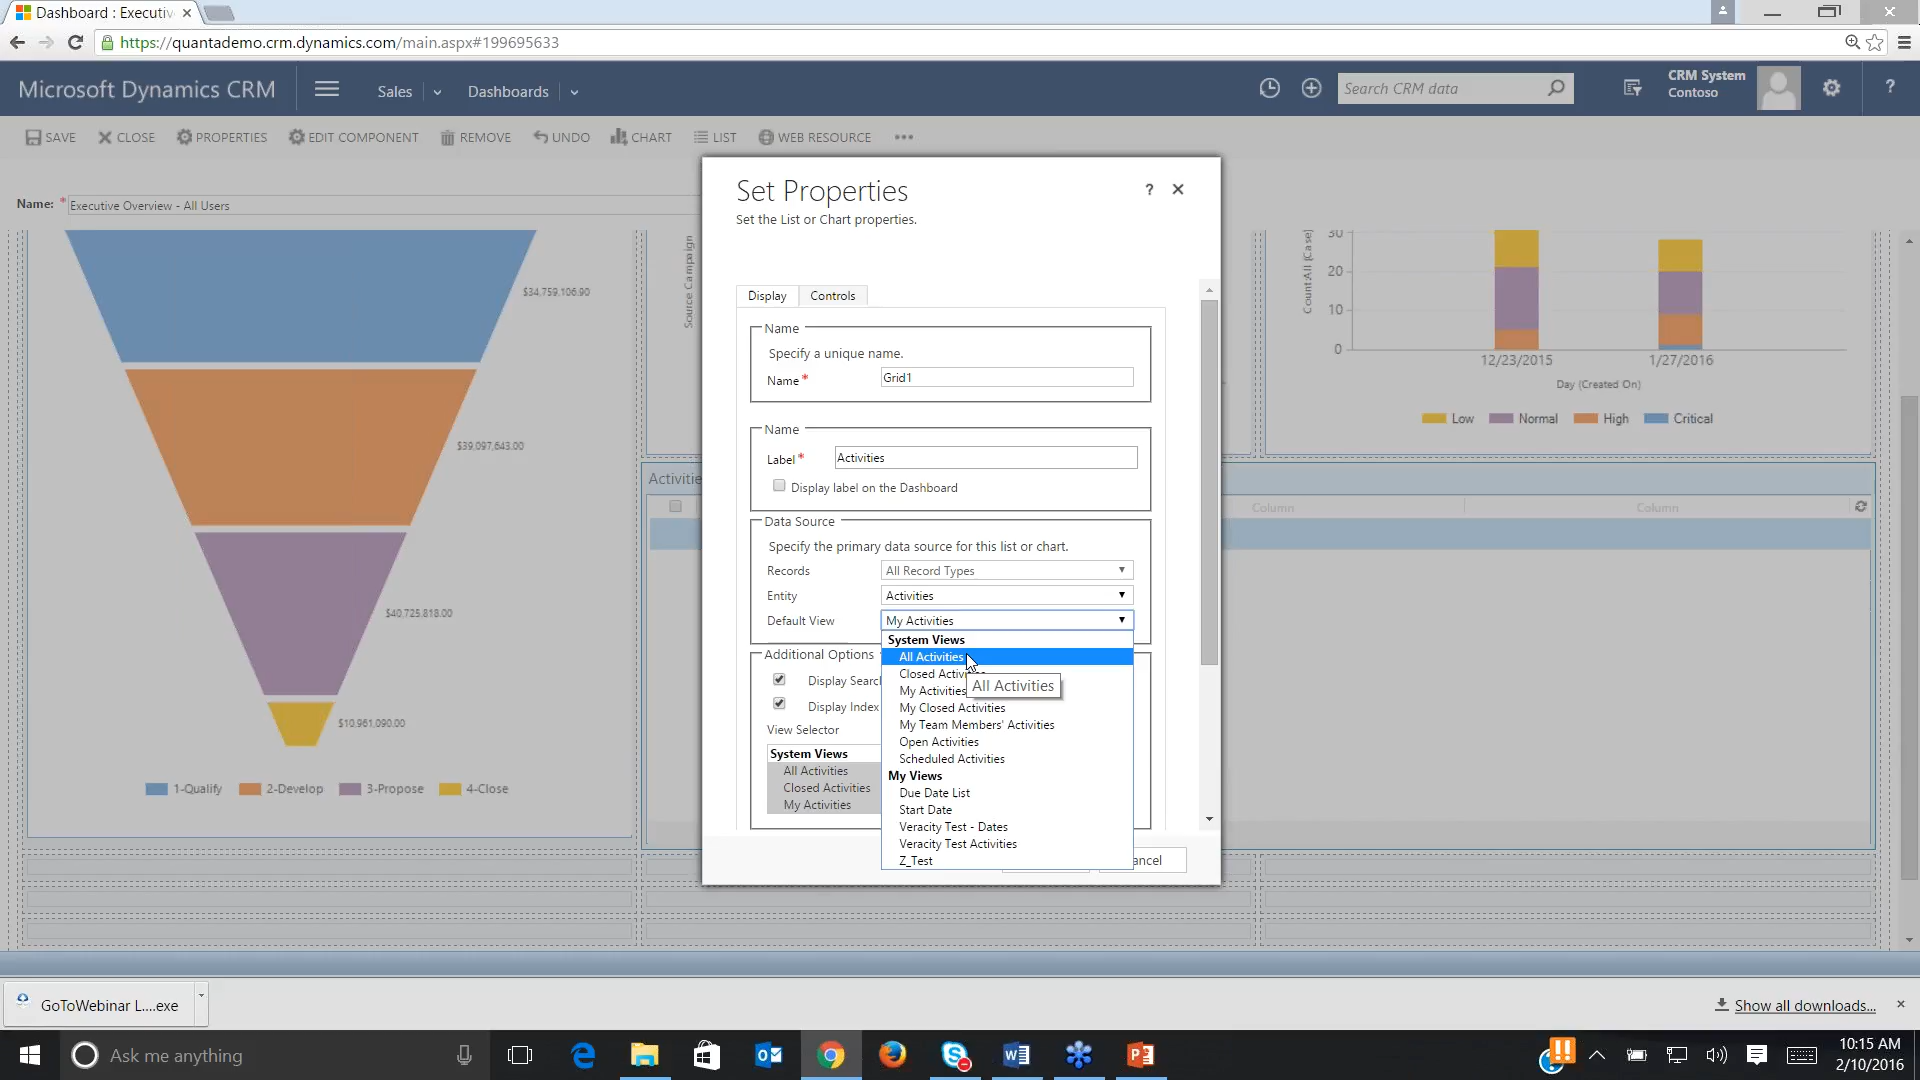 Dashboard : Executiv
https://quantademo.crm.dynamics.com/main.aspx#199695633
Microsoft Dynamics CRM
Sales
Dashboards
Search CRM data
CRM System
Contoso
?
SAVE
CLOSE
PROPERTIES
EDIT COMPONENT
REMOVE
UNDO
CHART
LIST
WEB RESOURCE
Name: *
Executive Overview - All Users
$34,759,106.90
$39,097,643.00
$40,725,818.00
$10,961,090.00
1-Qualify
2-Develop
3-Propose
4-Close
Source Campaign
Activitie
Set Properties
?
Set the List or Chart properties.
Display
Controls
Name
Specify a unique name.
Name *
Grid1
Name
Label *
Activities
Display label on the Dashboard
Data Source
Specify the primary data source for this list or chart.
Records
All Record Types
Entity
Activities
Default View
My Activities
System Views
All Activities
Closed Activi
All Activities
My Activities
My Closed Activities
My Team Members' Activities
Open Activities
Scheduled Activities
My Views
Due Date List
Start Date
Veracity Test - Dates
Veracity Test Activities
Z_Test
Additional Options
Display Searc
Display Index
View Selector
System Views
All Activities
Closed Activities
My Activities
ancel
Count:All (Case)
30
20
10
0
12/23/2015
1/27/2016
Day (Created On)
Low
Normal
High
Critical
Column
Column
GoToWebinar L....exe
Show all downloads...
Ask me anything
10:15 AM
2/10/2016